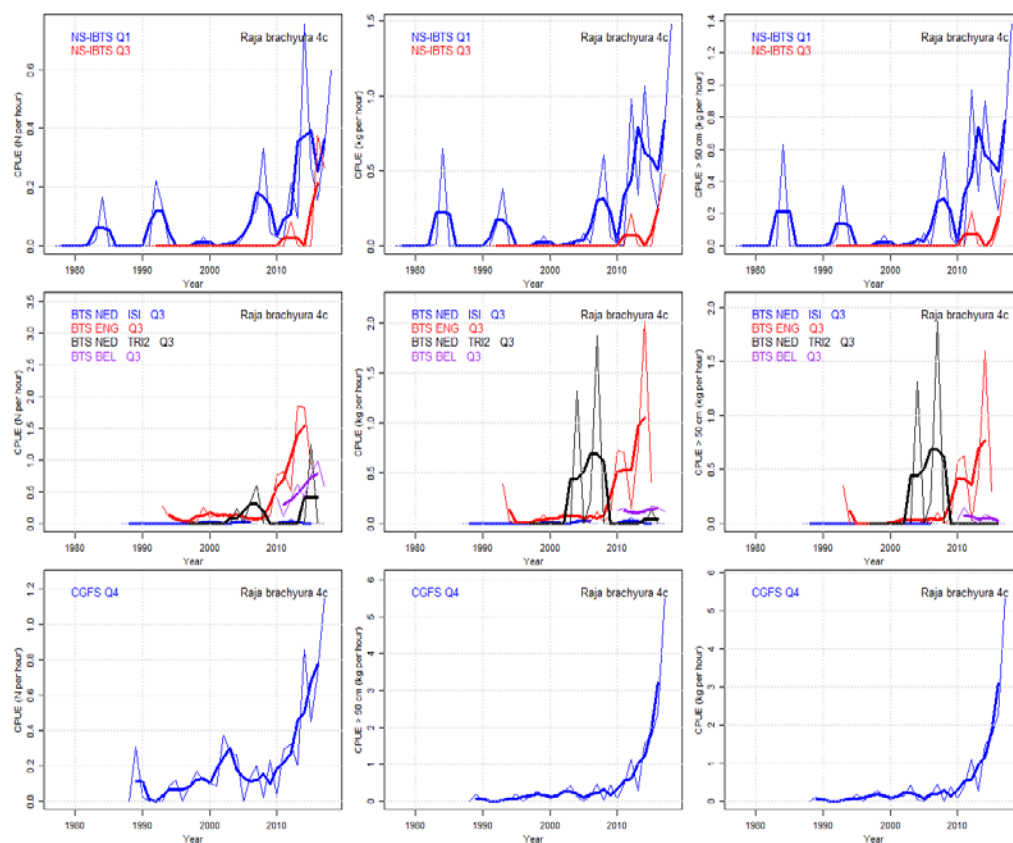 NS-IBTS Q1
NS-IBTS Q3
Raja brachyura 4c
CPUE (N per hour)
0.0 0.2 0.4 0.6
1980 1990 2000 2010
Year
NS-IBTS Q1
NS-IBTS Q3
Raja brachyura 4c
CPUE (kg per hour)
0.0 0.5 1.0 1.5
1980 1990 2000 2010
Year
NS-IBTS Q1
NS-IBTS Q3
Raja brachyura 4c
CPUE > 50 cm (kg per hour)
0.0 0.2 0.4 0.6 0.8 1.0 1.2 1.4
1980 1990 2000 2010
Year
BTS NED ISI Q3
BTS ENG Q3
BTS NED TRI2 Q3
BTS BEL Q3
Raja brachyura 4c
CPUE (N per hour)
0.0 0.5 1.0 1.5 2.0 2.5 3.0 3.5
1980 1990 2000 2010
Year
BTS NED ISI Q3
BTS ENG Q3
BTS NED TRI2 Q3
BTS BEL Q3
Raja brachyura 4c
CPUE (kg per hour)
0.0 0.5 1.0 1.5 2.0
1980 1990 2000 2010
Year
BTS NED ISI Q3
BTS ENG Q3
BTS NED TRI2 Q3
BTS BEL Q3
Raja brachyura 4c
CPUE > 50 cm (kg per hour)
0.0 0.5 1.0 1.5 2.0
1980 1990 2000 2010
Year
CGFS Q4
Raja brachyura 4c
CPUE (N per hour)
0.0 0.2 0.4 0.6 0.8 1.0 1.2
1980 1990 2000 2010
Year
CGFS Q4
Raja brachyura 4c
CPUE > 50 cm (kg per hour)
0 1 2 3 4 5 6
1980 1990 2000 2010
Year
CGFS Q4
Raja brachyura 4c
CPUE > 50 cm (kg per hour)
0 1 2 3 4 5 6
1980 1990 2000 2010
Year